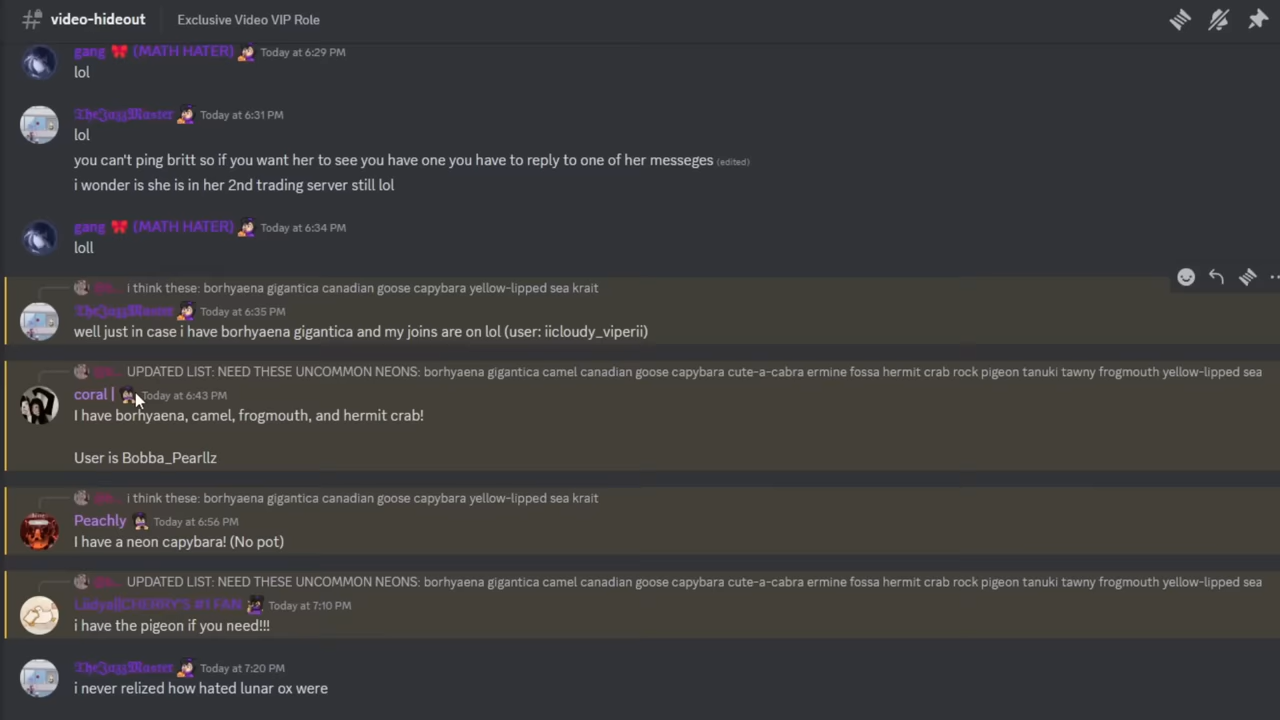 video-hideout Exclusive Video VIP Role
gang (MATH HATER) Today at 6:29 PM
lol
TheJazzMaster Today at 6:31 PM
lol
you can't ping britt so if you want her to see you have one you have to reply to one of her messeges (edited)
i wonder is she is in her 2nd trading server still lol
gang (MATH HATER) Today at 6:34 PM
loll
i think these: borhyaena gigantica canadian goose capybara yellow-lipped sea krait
TheJazzMaster Today at 6:35 PM
well just in case i have borhyaena gigantica and my joins are on lol (user: iicloudy_viperii)
UPDATED LIST: NEED THESE UNCOMMON NEONS: borhyaena gigantica camel canadian goose capybara cute-a-cabra ermine fossa hermit crab rock pigeon tanuki tawny frogmouth yellow-lipped sea
coral | Today at 6:43 PM
I have borhyaena, camel, frogmouth, and hermit crab!
User is Bobba_Pearllz
i think these: borhyaena gigantica canadian goose capybara yellow-lipped sea krait
Peachly Today at 6:56 PM
I have a neon capybara! (No pot)
UPDATED LIST: NEED THESE UNCOMMON NEONS: borhyaena gigantica camel canadian goose capybara cute-a-cabra ermine fossa hermit crab rock pigeon tanuki tawny frogmouth yellow-lipped sea
Liidya||CHERRY'S #1 FAN Today at 7:10 PM
i have the pigeon if you need!!!
TheJazzMaster Today at 7:20 PM
i never relized how hated lunar ox were